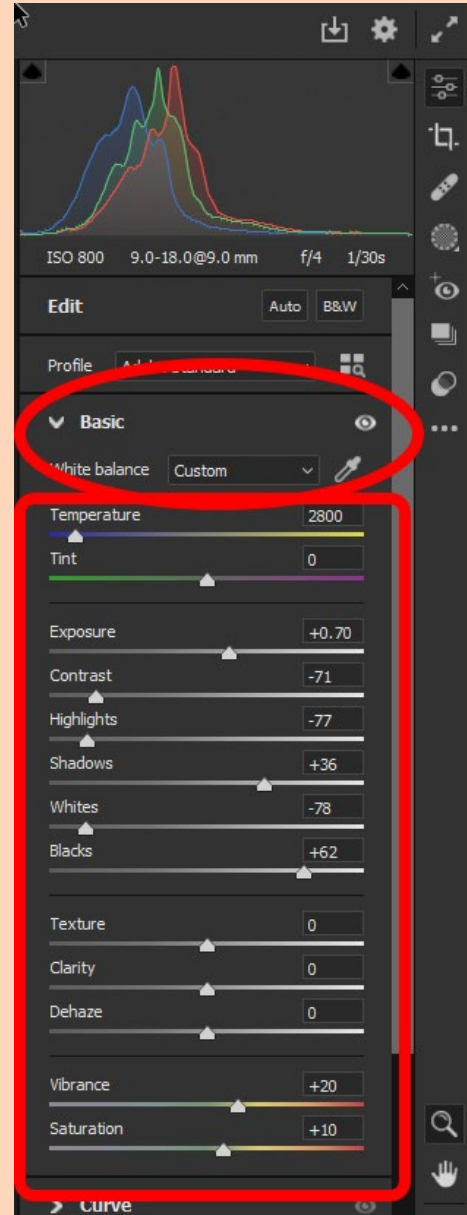 ISO 800 9.0-18.0@9.0 mm f/4 1/30s
Edit Auto B&W
Profile Standard
Basic
White balance Custom
Temperature 2800
Tint 0
Exposure +0.70
Contrast -71
Highlights -77
Shadows +36
Whites -78
Blacks +62
Texture 0
Clarity 0
Dehaze 0
Vibrance +20
Saturation +10
Curve